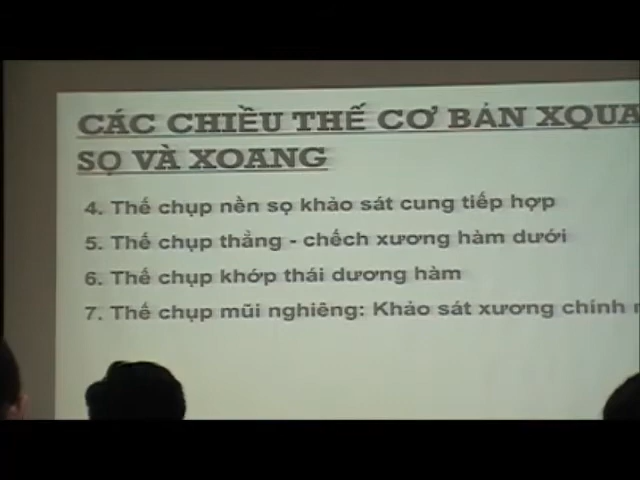 CÁC CHIỀU THẾ CƠ BẢN XQUA
SỌ VÀ XOANG
4. Thế chụp nền sọ khảo sát cung tiếp hợp
5. Thế chụp thẳng - chếch xương hàm dưới
6. Thế chụp khớp thái dương hàm
7. Thế chụp mũi nghiêng: Khảo sát xương chính